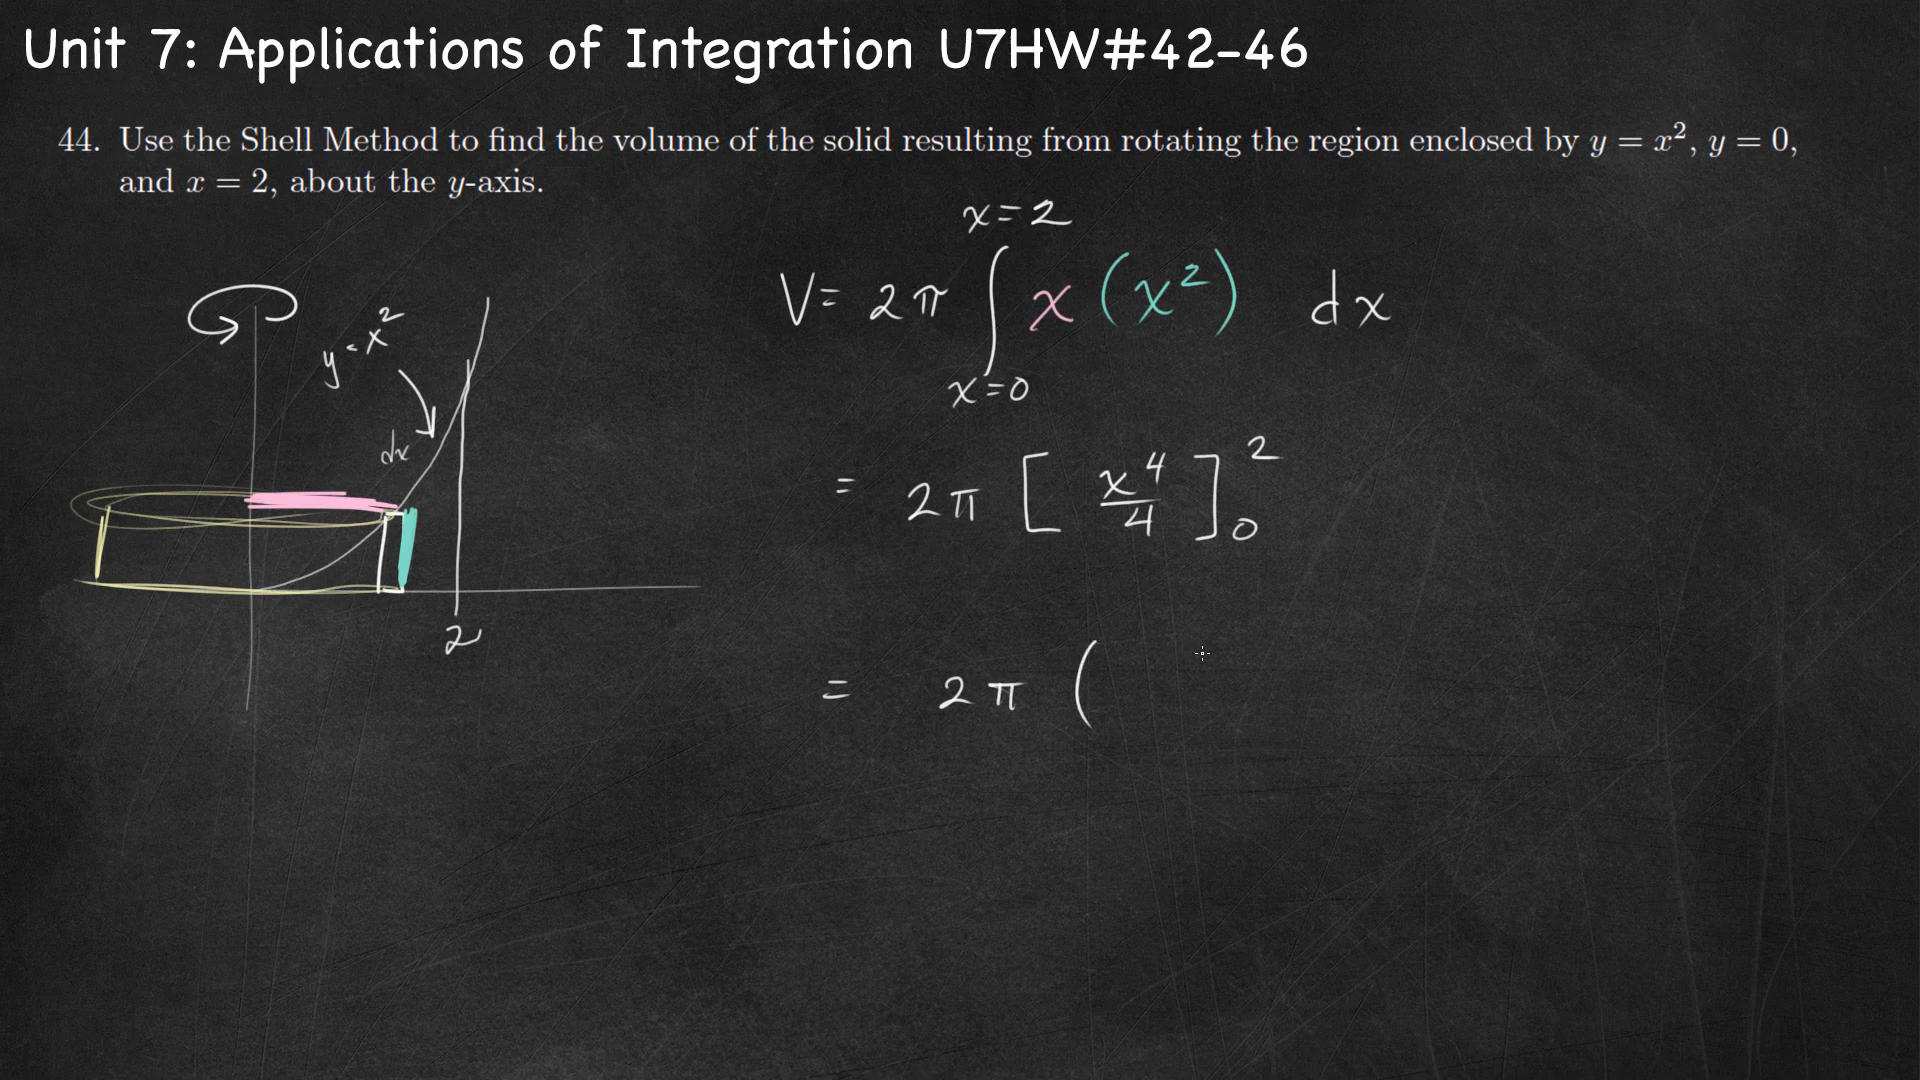 Unit 7: Applications of Integration U7HW#42-46
44. Use the Shell Method to find the volume of the solid resulting from rotating the region enclosed by y = x², y = 0,
and x = 2, about the y-axis.
y = x²
dx
2
x=2
V= 2π ∫ x (x²) dx
x=0
= 2π [ x⁴/4 ]₀²
= 2π (